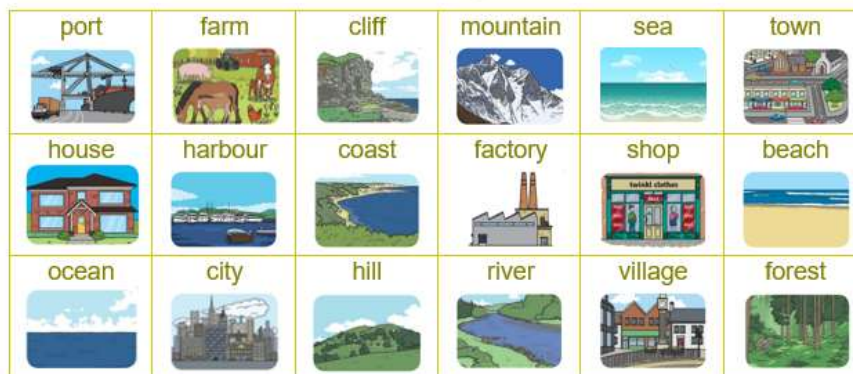 port farm cliff mountain sea town
house harbour coast factory shop beach
twinkl clothes
ocean city hill river village forest